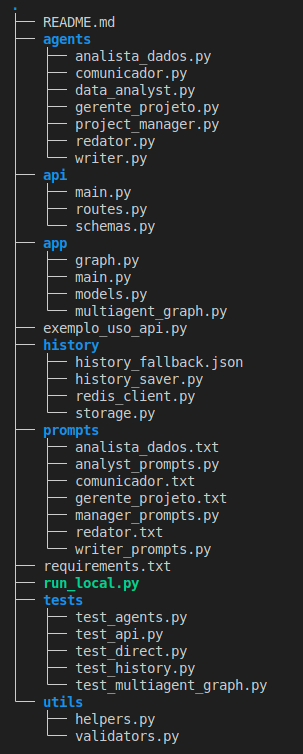 .
├── README.md
├── agents
│   ├── analista_dados.py
│   ├── comunicador.py
│   ├── data_analyst.py
│   ├── gerente_projeto.py
│   ├── project_manager.py
│   ├── redator.py
│   └── writer.py
├── api
│   ├── main.py
│   ├── routes.py
│   └── schemas.py
├── app
│   ├── graph.py
│   ├── main.py
│   ├── models.py
│   └── multiagent_graph.py
├── exemplo_uso_api.py
├── history
│   ├── history_fallback.json
│   ├── history_saver.py
│   ├── redis_client.py
│   └── storage.py
├── prompts
│   ├── analista_dados.txt
│   ├── analyst_prompts.py
│   ├── comunicador.txt
│   ├── gerente_projeto.txt
│   ├── manager_prompts.py
│   ├── redator.txt
│   └── writer_prompts.py
├── requirements.txt
├── run_local.py
├── tests
│   ├── test_agents.py
│   ├── test_api.py
│   ├── test_direct.py
│   ├── test_history.py
│   └── test_multiagent_graph.py
└── utils
    ├── helpers.py
    └── validators.py